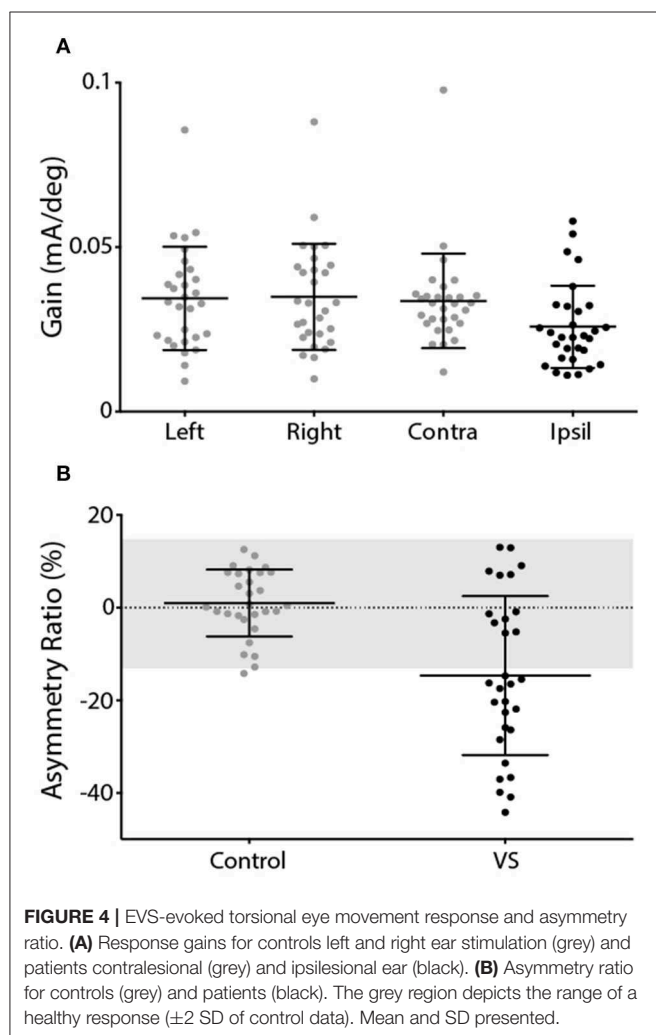 A
0.1
0.05
0
Gain (mA/deg)
Left Right Contra Ipsil
B
20
0
-20
-40
Asymmetry Ratio (%)
Control VS
FIGURE 4 | EVS-evoked torsional eye movement response and asymmetry
ratio. (A) Response gains for controls left and right ear stimulation (grey) and
patients contralesional (grey) and ipsilesional ear (black). (B) Asymmetry ratio
for controls (grey) and patients (black). The grey region depicts the range of a
healthy response (±2 SD of control data). Mean and SD presented.